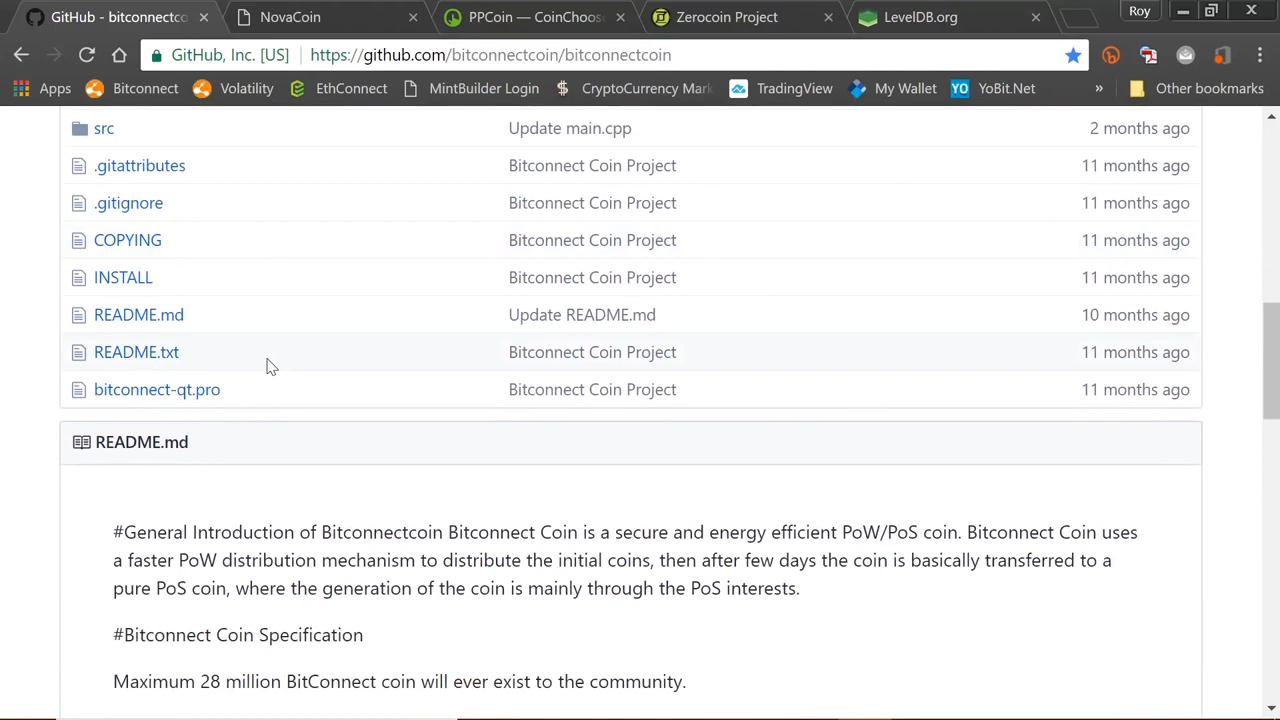 GitHub - bitconnectco
NovaCoin
PPCoin — CoinChoos
Zerocoin Project
LevelDB.org
Roy
GitHub, Inc. [US]
https://github.com/bitconnectcoin/bitconnectcoin
Apps
Bitconnect
Volatility
EthConnect
MintBuilder Login
CryptoCurrency Mark
TradingView
My Wallet
YO YoBit.Net
»
Other bookmarks
src Update main.cpp 2 months ago
.gitattributes Bitconnect Coin Project 11 months ago
.gitignore Bitconnect Coin Project 11 months ago
COPYING Bitconnect Coin Project 11 months ago
INSTALL Bitconnect Coin Project 11 months ago
README.md Update README.md 10 months ago
README.txt Bitconnect Coin Project 11 months ago
bitconnect-qt.pro Bitconnect Coin Project 11 months ago
README.md
#General Introduction of Bitconnectcoin Bitconnect Coin is a secure and energy efficient PoW/PoS coin. Bitconnect Coin uses
a faster PoW distribution mechanism to distribute the initial coins, then after few days the coin is basically transferred to a
pure PoS coin, where the generation of the coin is mainly through the PoS interests.
#Bitconnect Coin Specification
Maximum 28 million BitConnect coin will ever exist to the community.